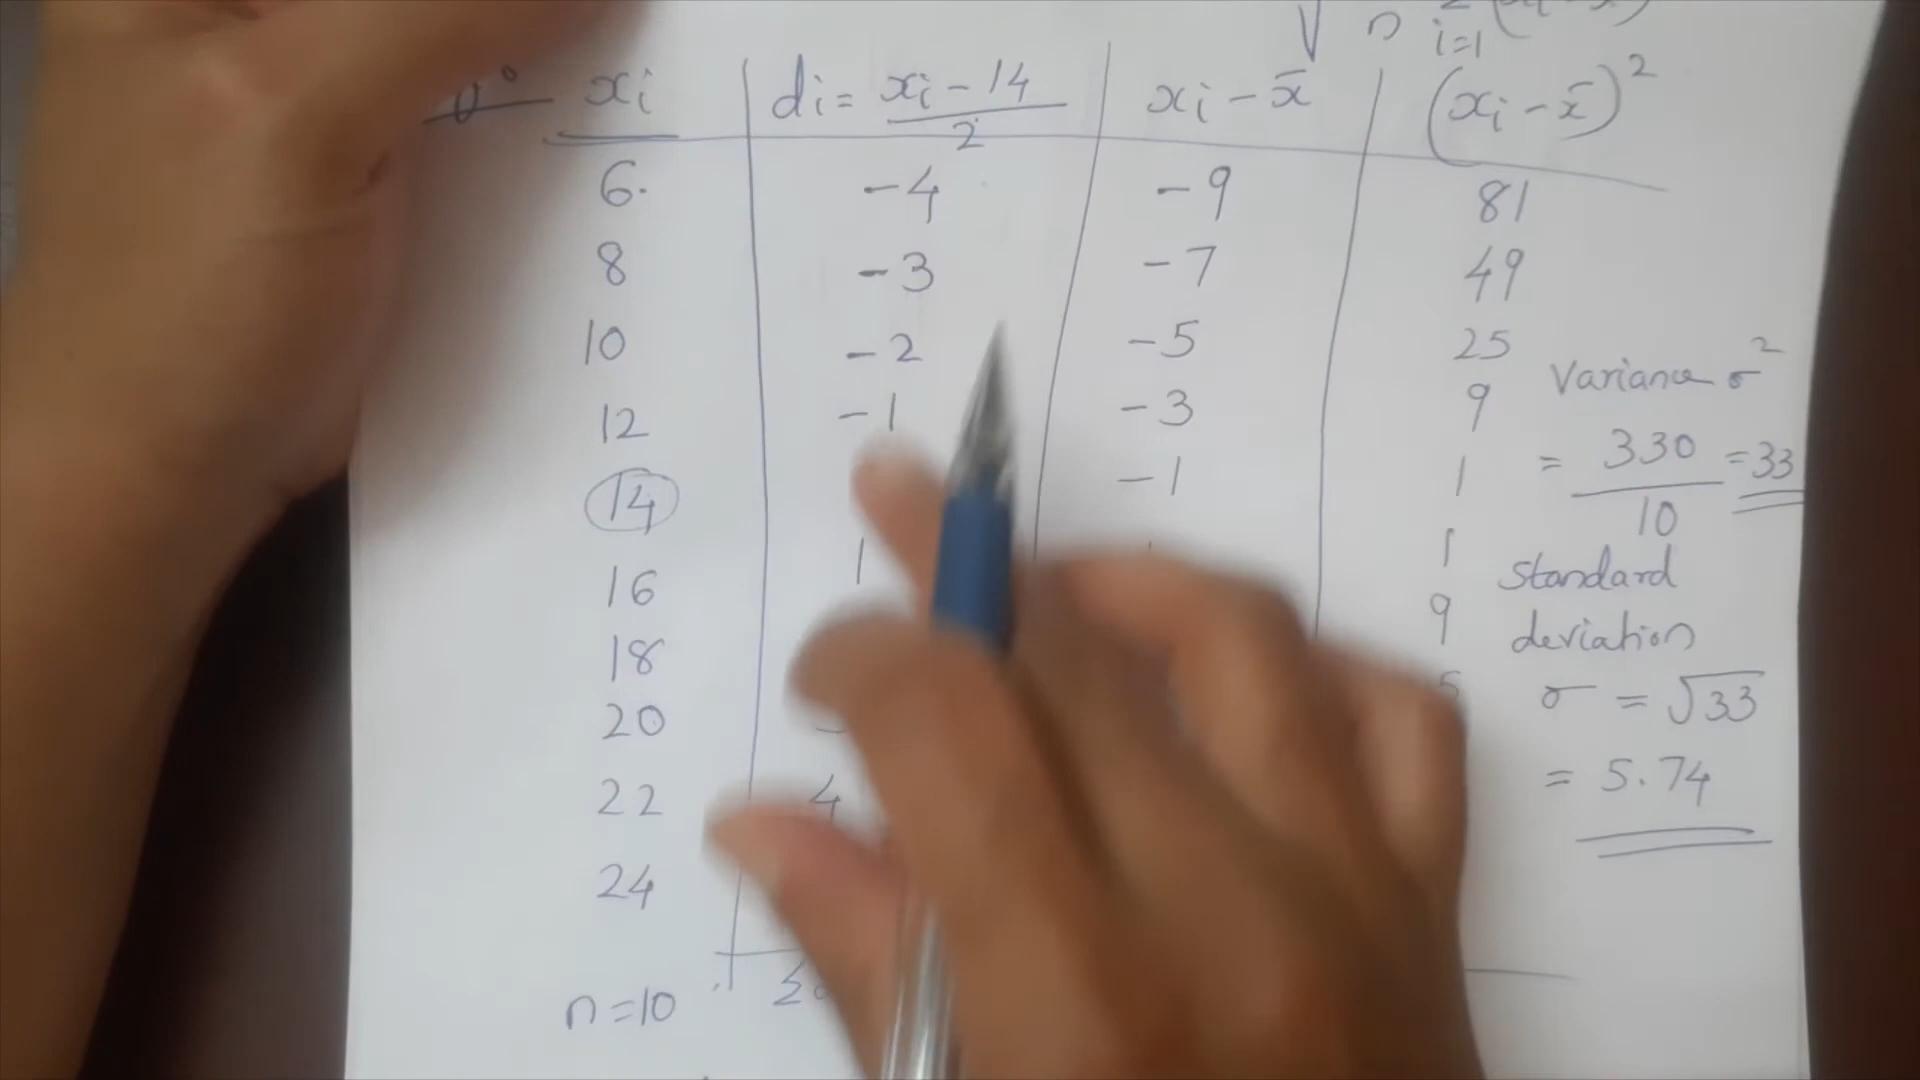 √ n i=1
xi | di = xi - 14 / 2 | xi - x̄ | (xi - x̄)²
6. -4 -9 81
8 -3 -7 49
10 -2 -5 25
12 -1 -3 9
14 -1 1
16 1 1
18 9
20
22 4
24
n=10 Σ
Variance σ²
= 330 / 10 = 33
Standard
deviation
σ = √33
= 5.74